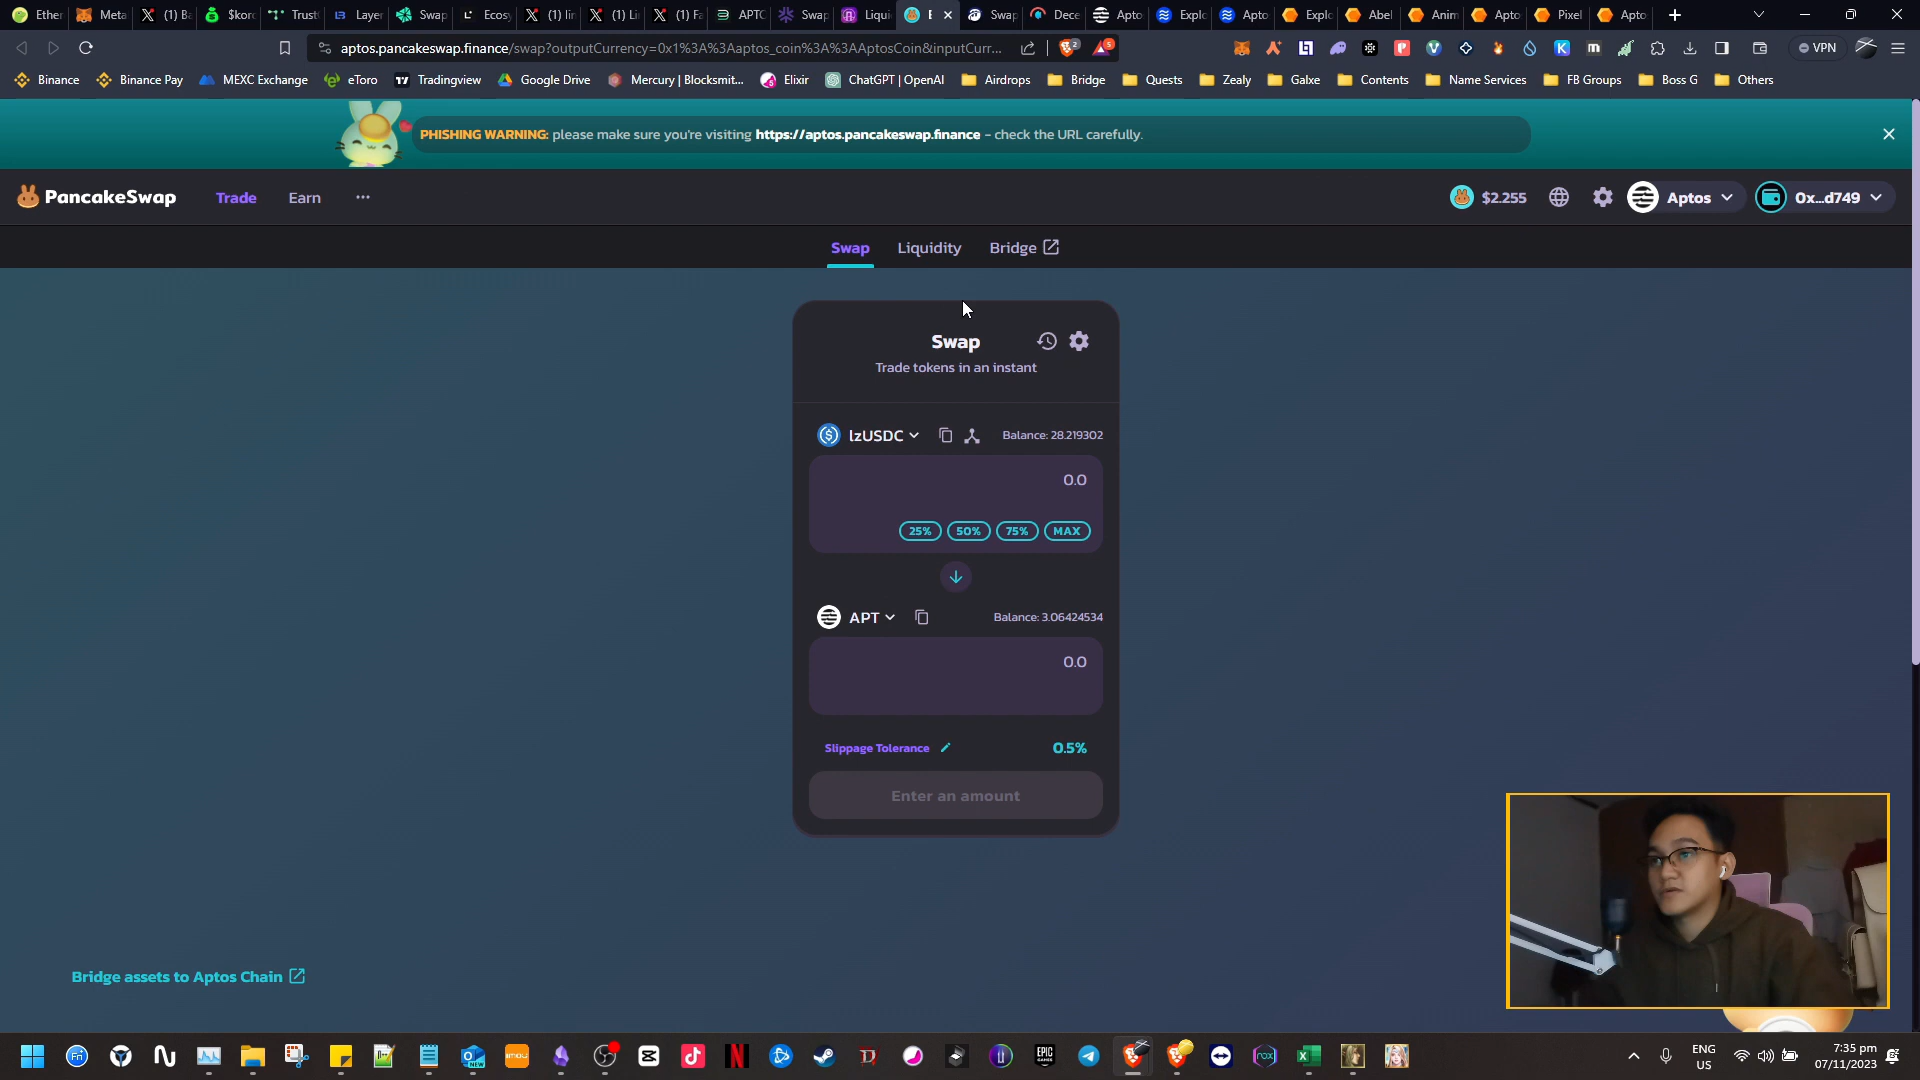 Ether
Meta
(1) Ba
$kor
Trust
Layer
Swap
Ecosy
(1) lin
(1) Li
(1) Fa
APTO
Swap
Liqui
E
Swap
Dece
Apto
Explo
Apto
Explo
Abel
Anim
Apto
Pixel
Apto
aptos.pancakeswap.finance/swap?outputCurrency=0x1%3A%3Aaptos_coin%3A%3AAptosCoin&inputCurr...
VPN
Binance
Binance Pay
MEXC Exchange
eToro
Tradingview
Google Drive
Mercury | Blocksmit...
Elixir
ChatGPT | OpenAI
Airdrops
Bridge
Quests
Zealy
Galxe
Contents
Name Services
FB Groups
Boss G
Others
PHISHING WARNING: please make sure you're visiting https://aptos.pancakeswap.finance - check the URL carefully.
PancakeSwap
Trade
Earn
$2.255
Aptos
0x...d749
Swap
Liquidity
Bridge
Swap
Trade tokens in an instant
lzUSDC
Balance: 28.219302
0.0
25%
50%
75%
MAX
APT
Balance: 3.06424534
0.0
Slippage Tolerance
0.5%
Enter an amount
Bridge assets to Aptos Chain
ENG
US
7:35 pm
07/11/2023